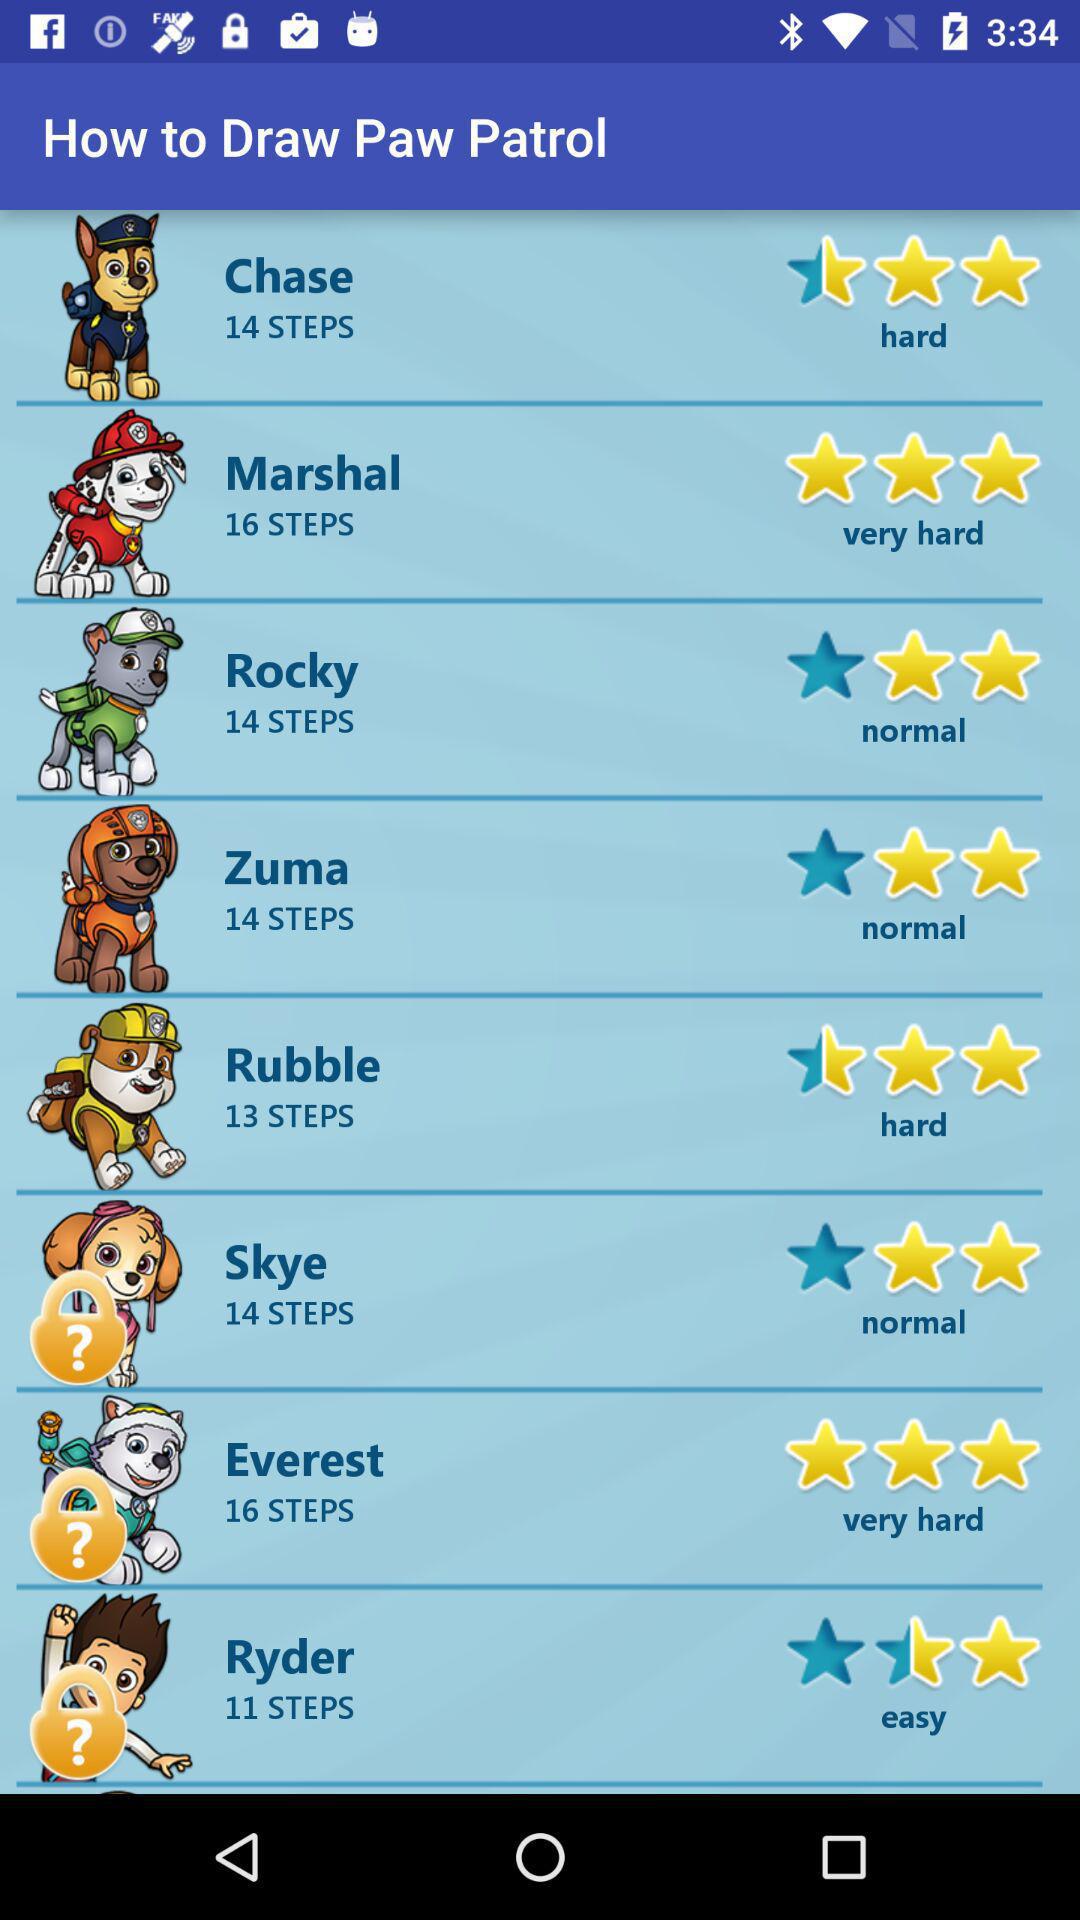 FAKE
3:34
How to Draw Paw Patrol
Chase
14 STEPS
hard
Marshal
16 STEPS
very hard
Rocky
14 STEPS
normal
Zuma
14 STEPS
normal
Rubble
13 STEPS
hard
Skye
14 STEPS
normal
?
Everest
16 STEPS
very hard
?
Ryder
11 STEPS
easy
?